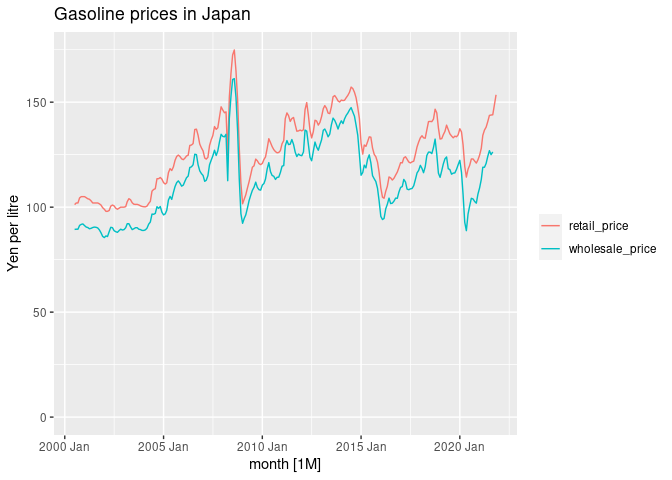 Gasoline prices in Japan
Yen per litre
150
100
50
0
2000 Jan
2005 Jan
2010 Jan
2015 Jan
2020 Jan
month [1M]
retail_price
wholesale_price